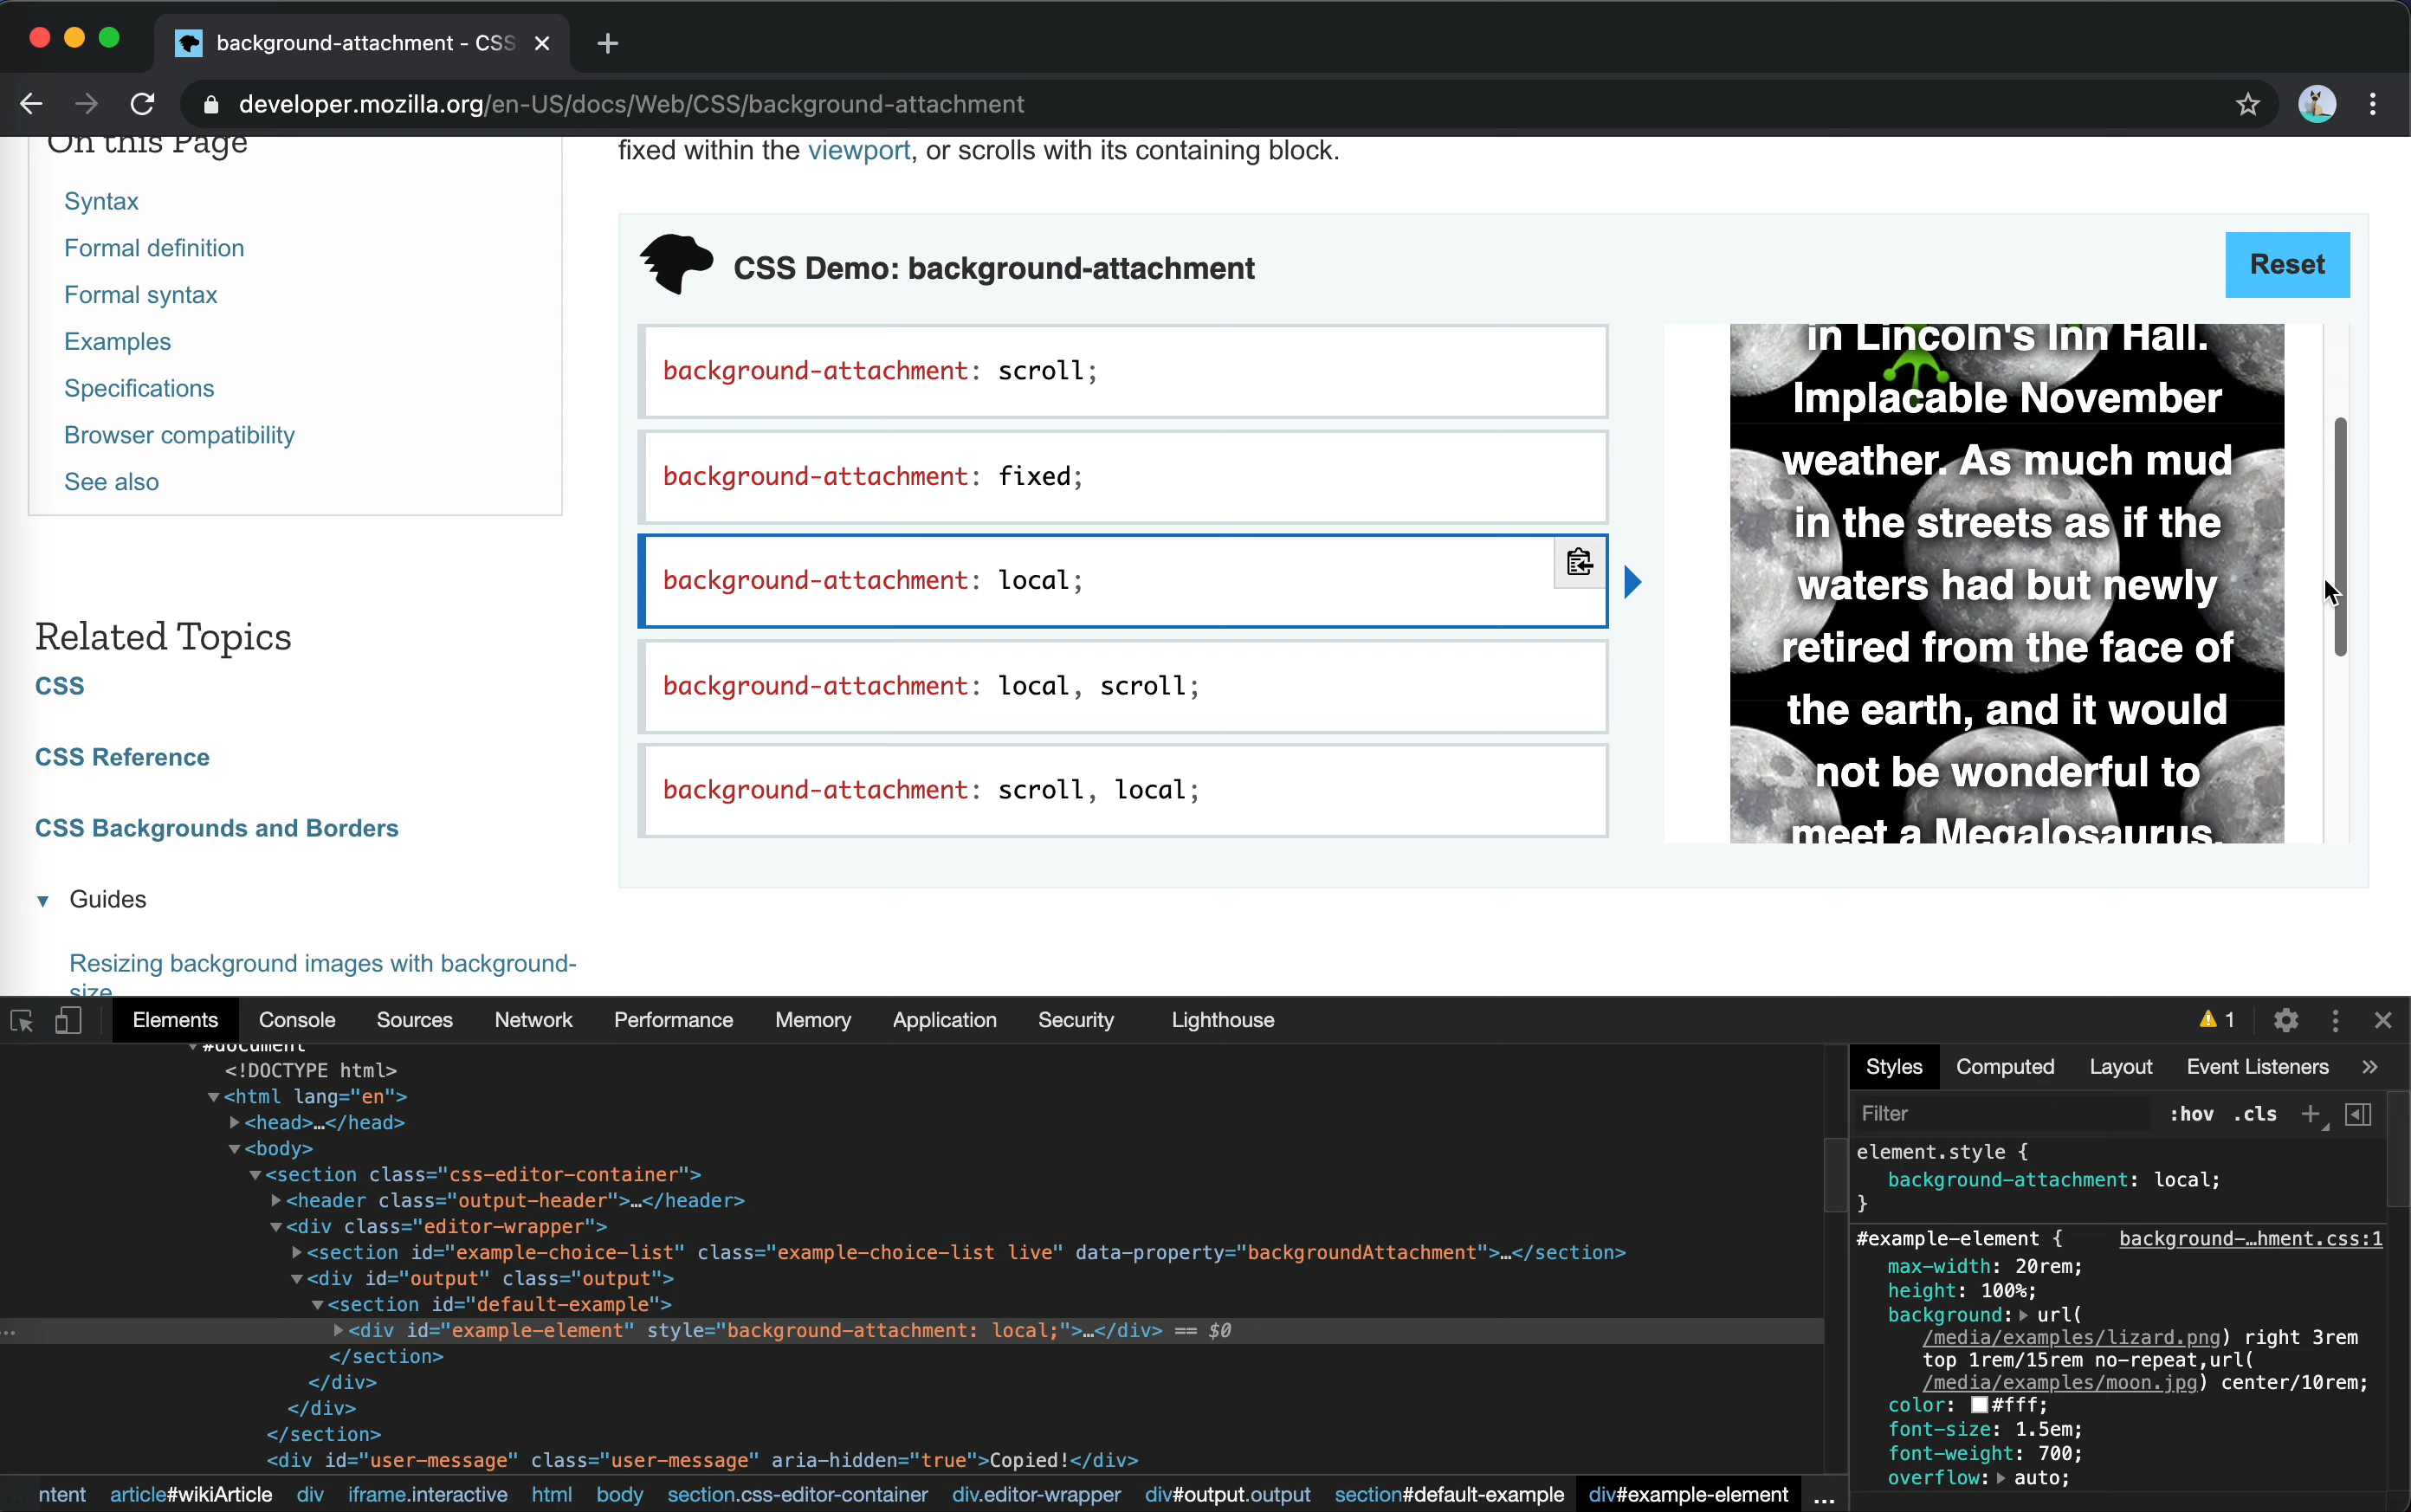 background-attachment - CSS
developer.mozilla.org/en-US/docs/Web/CSS/background-attachment
On this Page
Syntax
Formal definition
Formal syntax
Examples
Specifications
Browser compatibility
See also
Related Topics
CSS
CSS Reference
CSS Backgrounds and Borders
▼ Guides
Resizing background images with background-
size
fixed within the viewport, or scrolls with its containing block.
CSS Demo: background-attachment
Reset
background-attachment: scroll;
background-attachment: fixed;
background-attachment: local;
background-attachment: local, scroll;
background-attachment: scroll, local;
in Lincoln's Inn Hall.
Implacable November
weather. As much mud
in the streets as if the
waters had but newly
retired from the face of
the earth, and it would
not be wonderful to
meet a Megalosaurus,
Elements Console Sources Network Performance Memory Application Security Lighthouse 1
▼#document
<!DOCTYPE html>
▼<html lang="en">
▶<head>…</head>
▼<body>
▼<section class="css-editor-container">
▶<header class="output-header">…</header>
▼<div class="editor-wrapper">
▶<section id="example-choice-list" class="example-choice-list live" data-property="backgroundAttachment">…</section>
▼<div id="output" class="output">
▼<section id="default-example">
… ▶<div id="example-element" style="background-attachment: local;">…</div> == $0
</section>
</div>
</div>
</section>
<div id="user-message" class="user-message" aria-hidden="true">Copied!</div>
ntent article#wikiArticle div iframe.interactive html body section.css-editor-container div.editor-wrapper div#output.output section#default-example div#example-element …
Styles Computed Layout Event Listeners »
Filter :hov .cls +
element.style {
background-attachment: local;
}
#example-element { background-…hment.css:1
max-width: 20rem;
height: 100%;
background:▶ url(
/media/examples/lizard.png) right 3rem
top 1rem/15rem no-repeat,url(
/media/examples/moon.jpg) center/10rem;
color: #fff;
font-size: 1.5em;
font-weight: 700;
overflow:▶ auto;